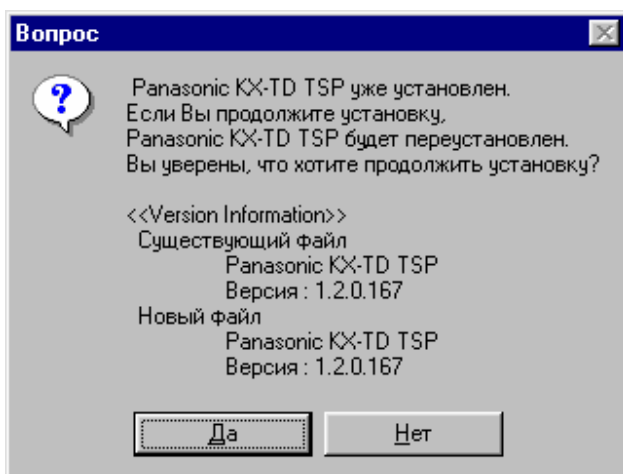 Вопрос
Panasonic KX-TD TSP уже установлен.
Если Вы продолжите установку,
Panasonic KX-TD TSP будет переустановлен.
Вы уверены, что хотите продолжить установку?
<<Version Information>>
Существующий файл
Panasonic KX-TD TSP
Версия : 1.2.0.167
Новый файл
Panasonic KX-TD TSP
Версия : 1.2.0.167
Да
Нет